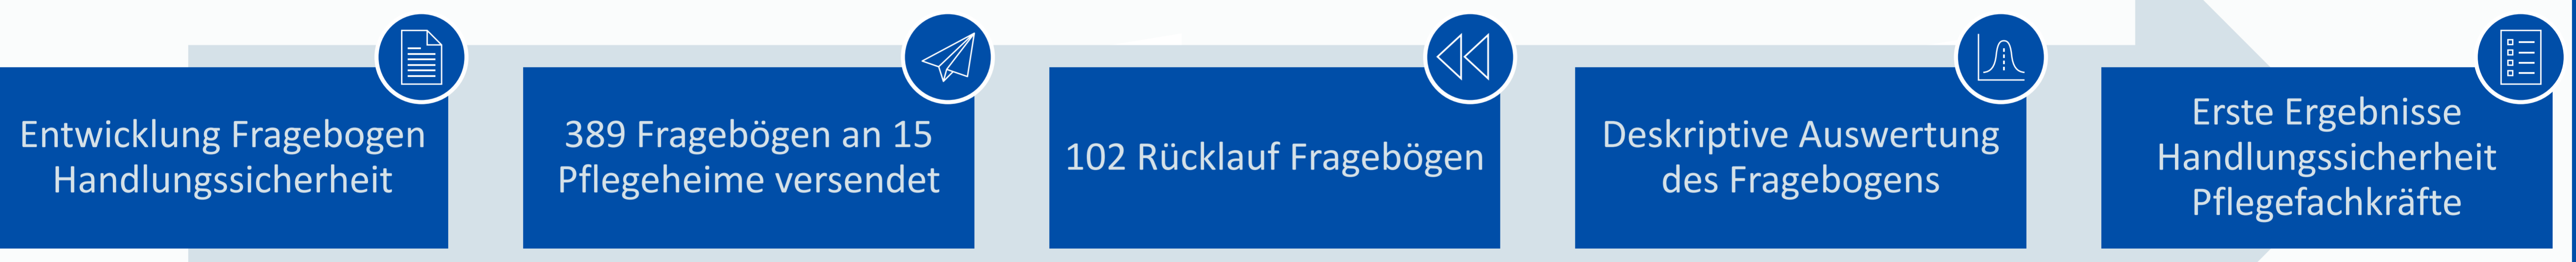 Entwicklung Fragebogen
Handlungssicherheit
389 Fragebögen an 15
Pflegeheime versendet
102 Rücklauf Fragebögen
Deskriptive Auswertung
des Fragebogens
Erste Ergebnisse
Handlungssicherheit
Pflegefachkräfte